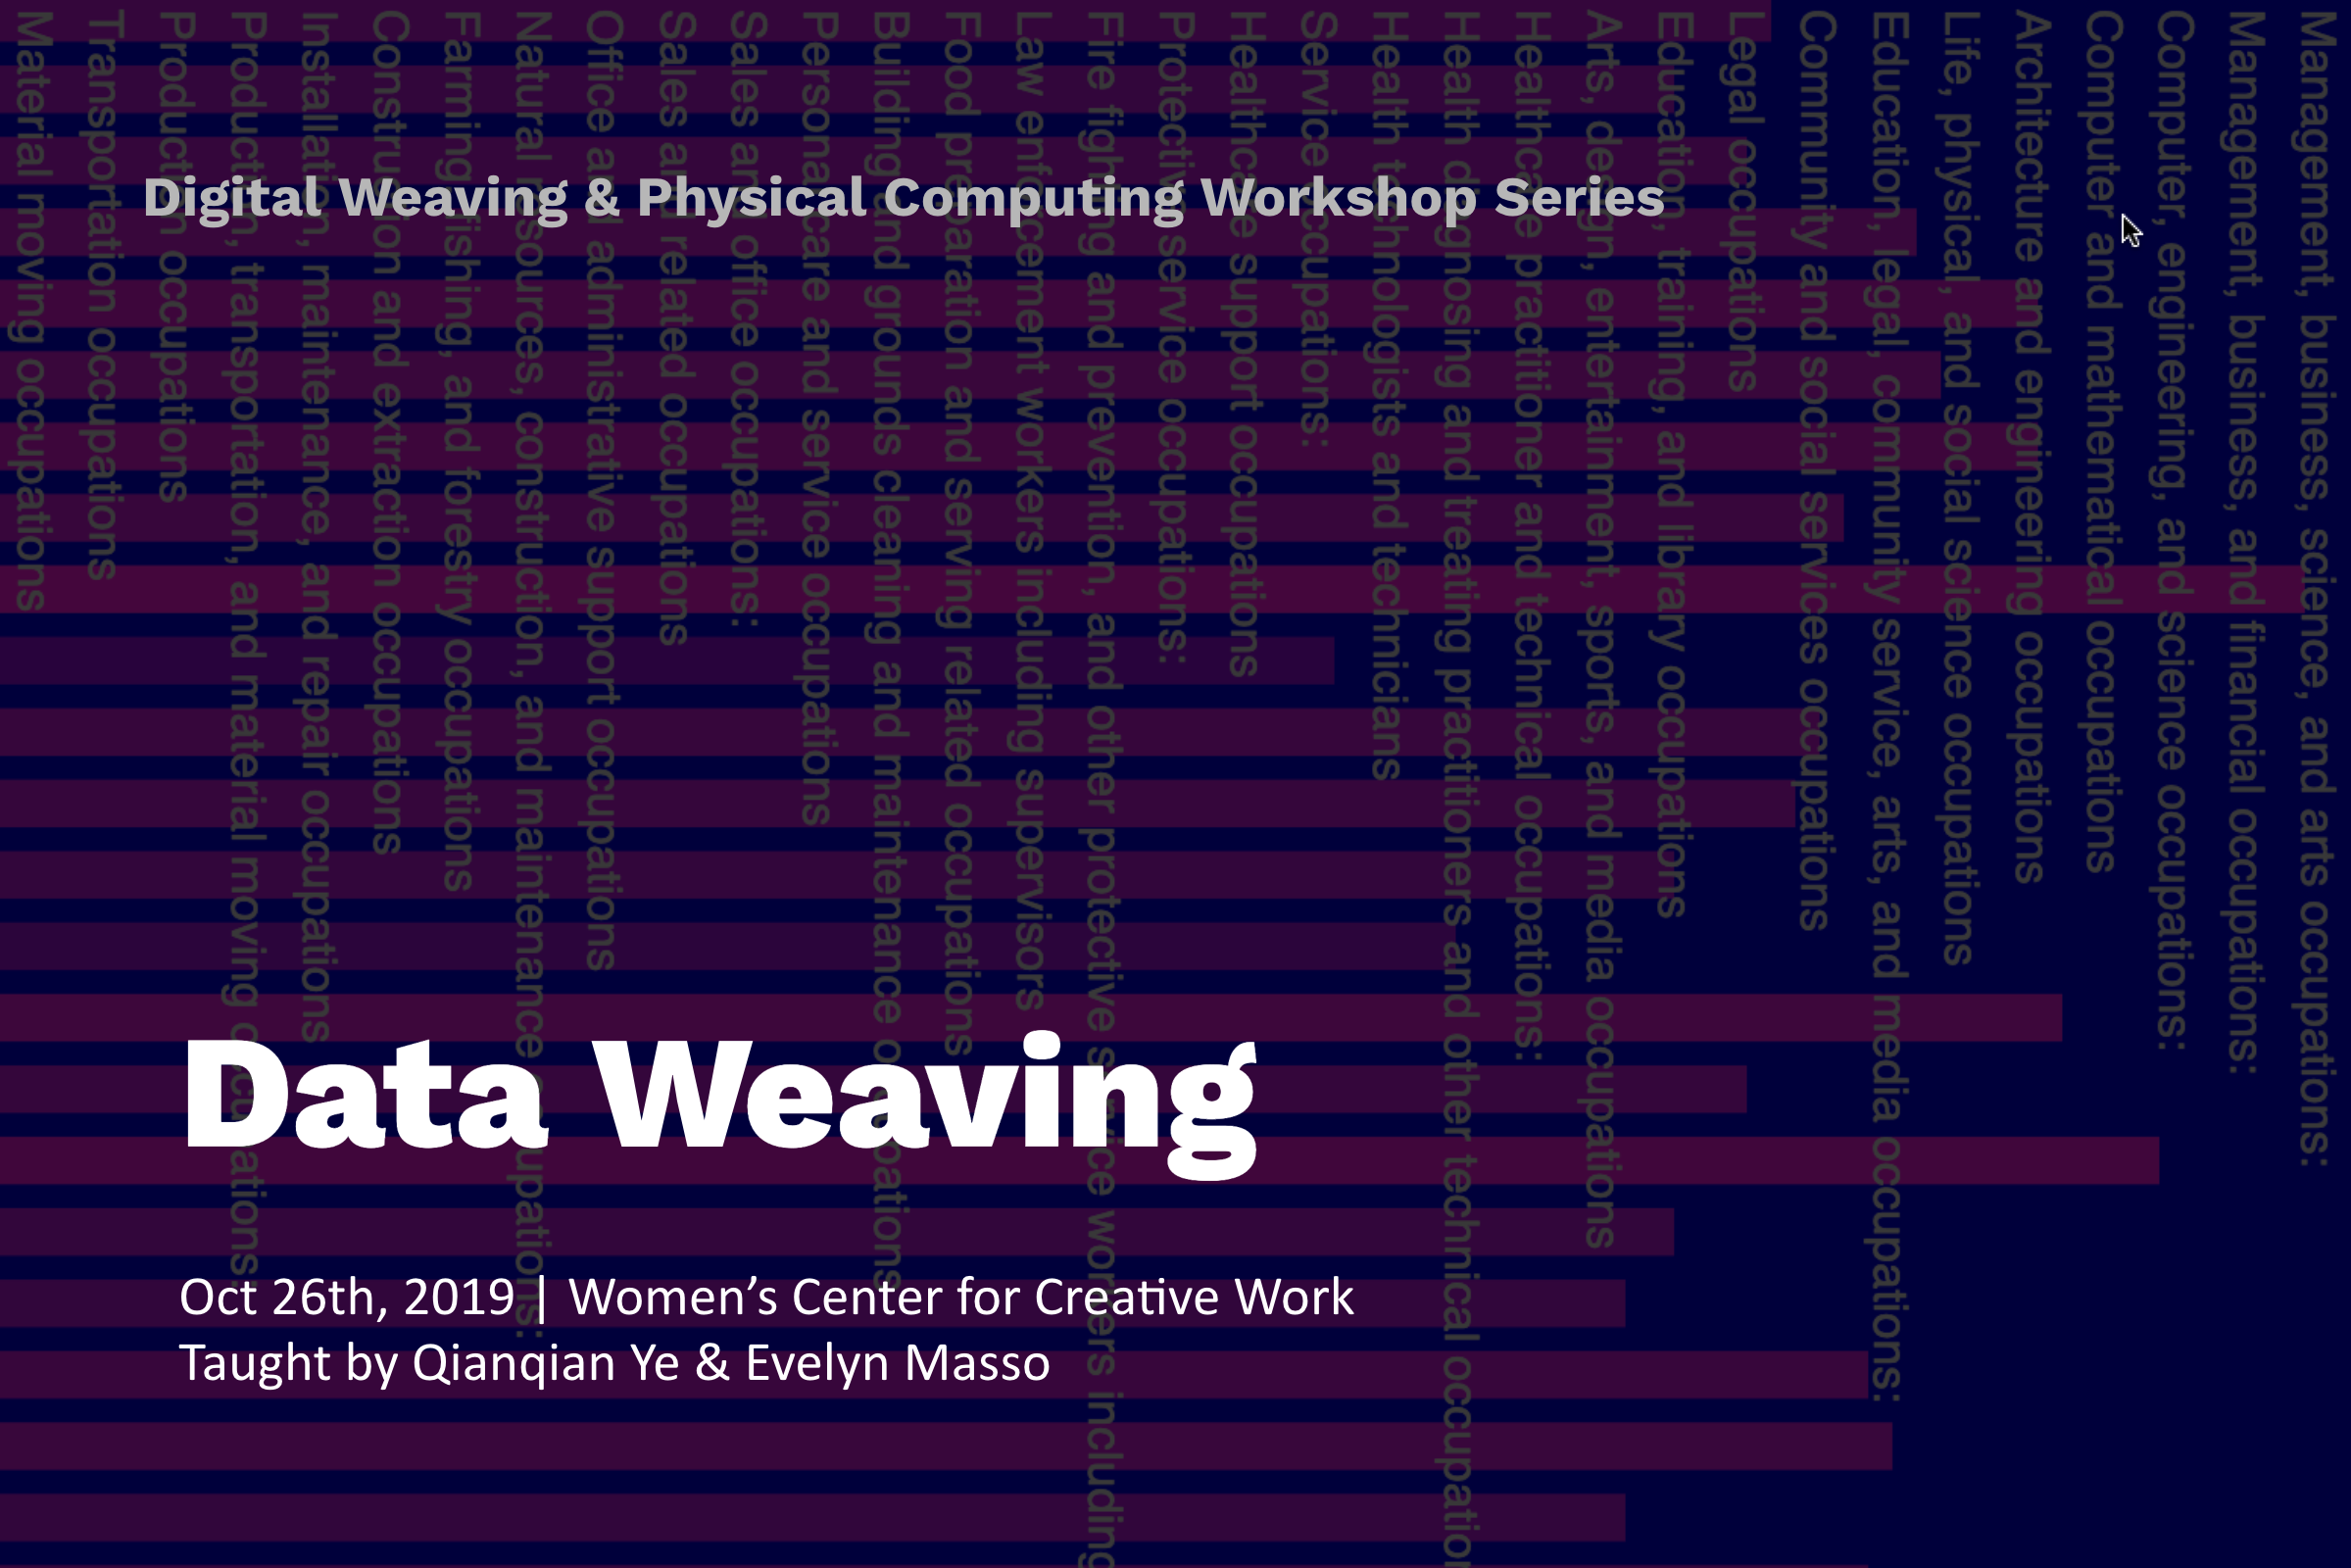 Digital Weaving & Physical Computing Workshop Series
Data Weaving
Oct 26th, 2019 | Women’s Center for Creative Work
Taught by Qianqian Ye & Evelyn Masso
Management, business, science, and arts occupations:
Management, business, and financial occupations:
Computer, engineering, and science occupations:
Computer and mathematical occupations
Architecture and engineering occupations
Life, physical, and social science occupations
Education, legal, community service, arts, and media occupations:
Community and social services occupations
Legal occupations
Education, training, and library occupations
Arts, design, entertainment, sports, and media occupations
Healthcare practitioner and technical occupations:
Health diagnosing and treating practitioners and other technical occupation
Health technologists and technicians
Service occupations:
Healthcare support occupations
Protective service occupations:
Fire fighting and prevention, and other protective service workers including
Law enforcement workers including supervisors
Food preparation and serving related occupations
Building and grounds cleaning and maintenance occupations
Personal care and service occupations
Sales and office occupations:
Sales and related occupations
Office and administrative support occupations
Natural resources, construction, and maintenance occupations:
Farming, fishing, and forestry occupations
Construction and extraction occupations
Installation, maintenance, and repair occupations
Production, transportation, and material moving occupations:
Production occupations
Transportation occupations
Material moving occupations